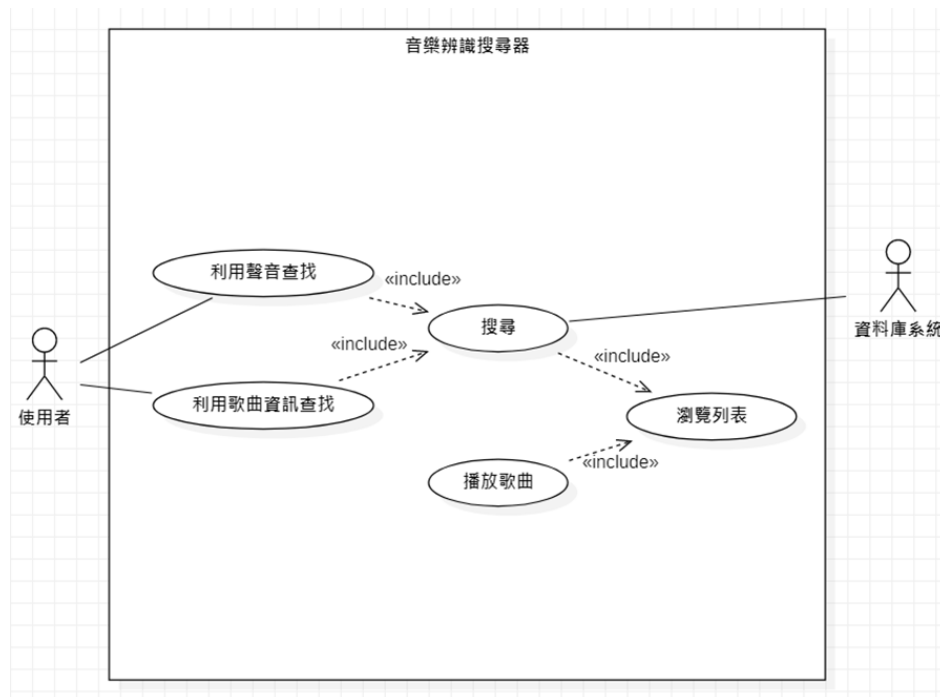 音樂辨識搜尋器
利用聲音查找
«include»
搜尋
資料庫系統
使用者
«include»
利用歌曲資訊查找
«include»
瀏覽列表
播放歌曲
«include»